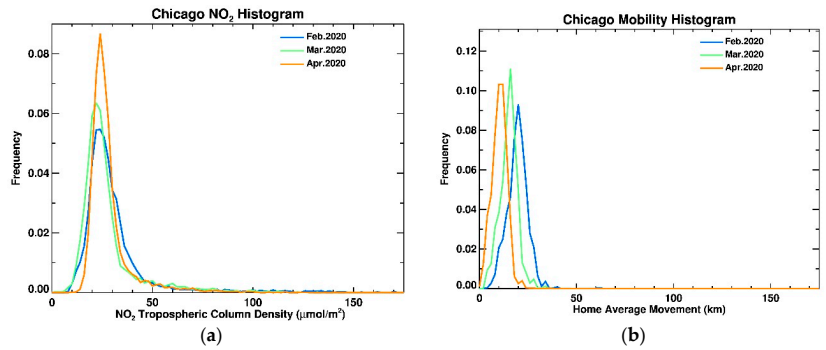 Chicago NO₂ Histogram
Feb.2020
Mar.2020
Apr.2020
0.08
0.06
0.04
0.02
0.00
Frequency
0 50 100 150
NO₂ Tropospheric Column Density (μmol/m²)
(a)
Chicago Mobility Histogram
Feb.2020
Mar.2020
Apr.2020
0.12
0.10
0.08
0.06
0.04
0.02
0.00
Frequency
0 50 100 150
Home Average Movement (km)
(b)